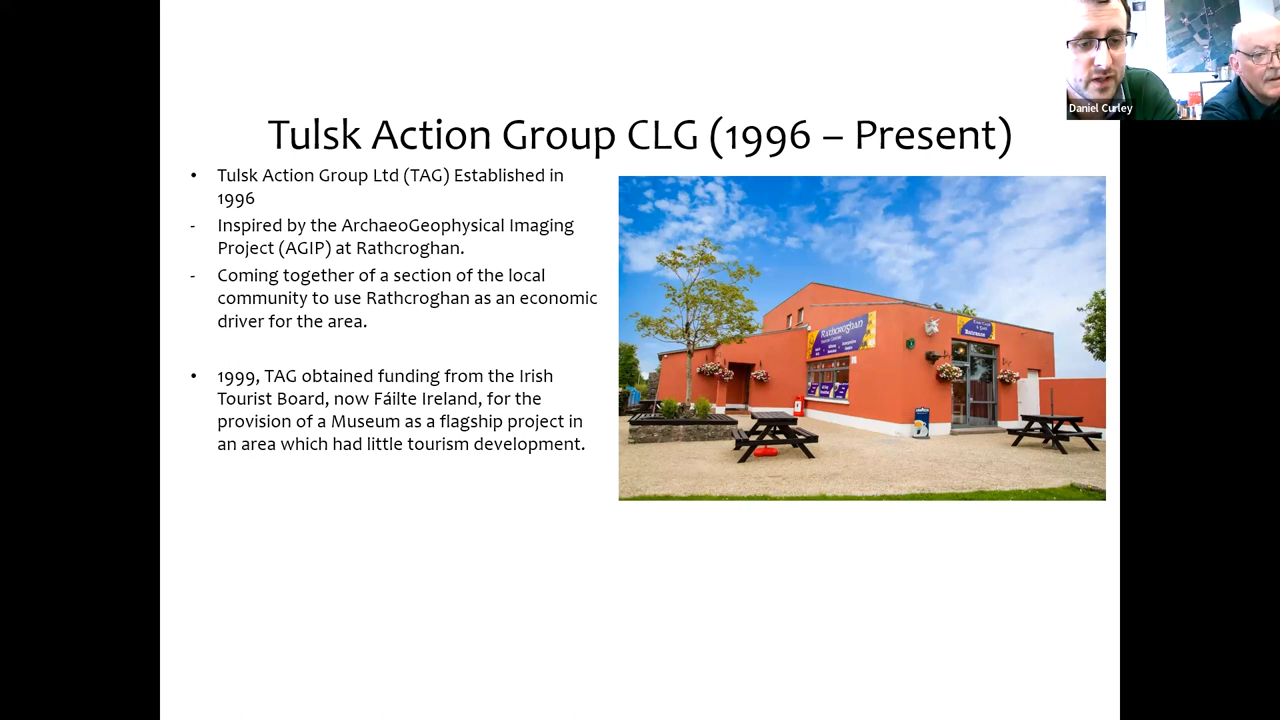 Daniel Curley
Tulsk Action Group CLG (1996 – Present)
• Tulsk Action Group Ltd (TAG) Established in
1996
- Inspired by the ArchaeoGeophysical Imaging
Project (AGIP) at Rathcroghan.
- Coming together of a section of the local
community to use Rathcroghan as an economic
driver for the area.
• 1999, TAG obtained funding from the Irish
Tourist Board, now Fáilte Ireland, for the
provision of a Museum as a flagship project in
an area which had little tourism development.
Rathcroghan